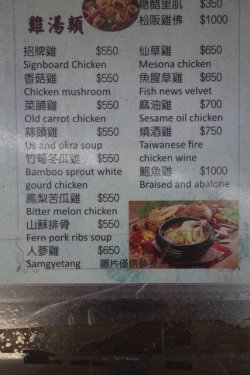 糖醋里肌 $350
松阪雞佛 $1000
雞湯類
招牌雞 $550
Signboard Chicken
香菇雞 $550
Chicken mushroom
菜脯雞 $550
Old carrot chicken
蒜頭雞 $550
Us and okra soup
竹筍冬瓜雞 $550
Bamboo sprout white
gourd chicken
鳳梨苦瓜雞 $550
Bitter melon chicken
山蘇排骨 $550
Fern pork ribs soup
人蔘雞 $650
Samgyetang
仙草雞 $650
Mesona chicken
魚腥草雞 $650
Fish news velvet
麻油雞 $700
Sesame oil chicken
燒酒雞 $750
Taiwanese fire
chicken wine
鮑魚雞 $1000
Braised and abalone
圖片僅供參考